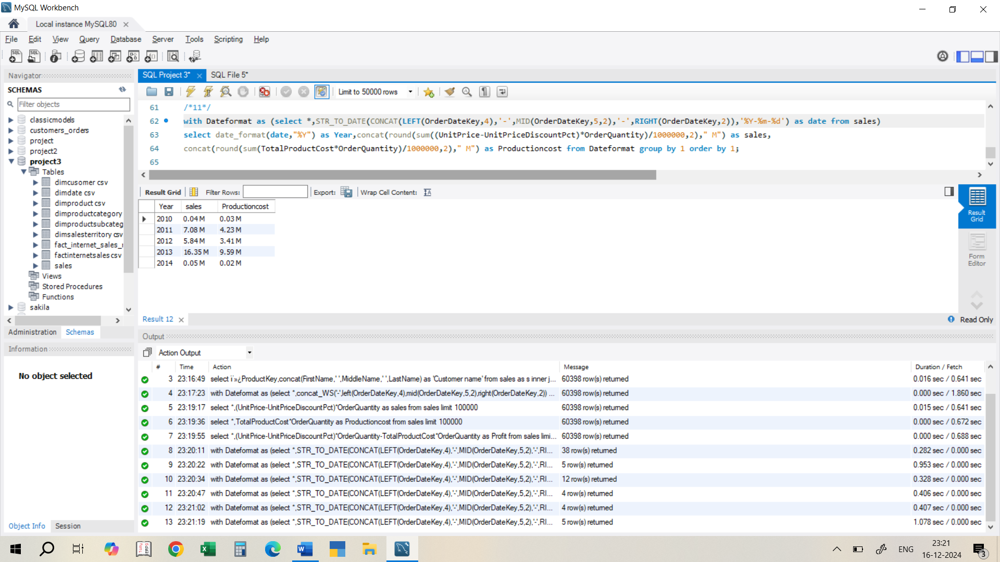 MySQL Workbench
Local instance MySQL80
File Edit View Query Database Server Tools Scripting Help
Navigator
SCHEMAS
Filter objects
classicmodels
customers_orders
project
project2
project3
Tables
dimcusomer csv
dimdate csv
dimproduct csv
dimproductcategory
dimproductsubcateg
dimsalesterritory csv
fact_internet_sales_
factinternetsales csv
sales
Views
Stored Procedures
Functions
sakila
Administration Schemas
Information
No object selected
Object Info Session
SQL Project 3* SQL File 5*
Limit to 50000 rows
61 /*11*/
62 with Dateformat as (select *,STR_TO_DATE(CONCAT(LEFT(OrderDateKey,4),'-',MID(OrderDateKey,5,2),'-',RIGHT(OrderDateKey,2)),'%Y-%m-%d') as date from sales)
63 select date_format(date,"%Y") as Year,concat(round(sum((UnitPrice-UnitPriceDiscountPct)*OrderQuantity)/1000000,2)," M") as sales,
64 concat(round(sum(TotalProductCost*OrderQuantity)/1000000,2)," M") as Productioncost from Dateformat group by 1 order by 1;
65
Result Grid Filter Rows: Export: Wrap Cell Content:
Year sales Productioncost
2010 0.04 M 0.03 M
2011 7.08 M 4.23 M
2012 5.84 M 3.41 M
2013 16.35 M 9.59 M
2014 0.05 M 0.02 M
Result Grid
Form Editor
Result 12
Read Only
Output
Action Output
# Time Action Message Duration / Fetch
3 23:16:49 select ï»¿ProductKey,concat(FirstName,' ',MiddleName,' ',LastName) as 'Customer name' from sales as s inner j... 60398 row(s) returned 0.016 sec / 0.641 sec
4 23:17:23 with Dateformat as (select *,concat_WS('-',left(OrderDateKey,4),mid(OrderDateKey,5,2),right(OrderDateKey,2)) ... 60398 row(s) returned 0.000 sec / 1.860 sec
5 23:19:17 select *,(UnitPrice-UnitPriceDiscountPct)*OrderQuantity as sales from sales limit 100000 60398 row(s) returned 0.015 sec / 0.641 sec
6 23:19:36 select *,TotalProductCost*OrderQuantity as Productioncost from sales limit 100000 60398 row(s) returned 0.000 sec / 0.672 sec
7 23:19:55 select *,(UnitPrice-UnitPriceDiscountPct)*OrderQuantity-TotalProductCost*OrderQuantity as Profit from sales limi... 60398 row(s) returned 0.000 sec / 0.688 sec
8 23:20:11 with Dateformat as (select *,STR_TO_DATE(CONCAT(LEFT(OrderDateKey,4),'-',MID(OrderDateKey,5,2),'-',RI... 38 row(s) returned 0.282 sec / 0.000 sec
9 23:20:22 with Dateformat as (select *,STR_TO_DATE(CONCAT(LEFT(OrderDateKey,4),'-',MID(OrderDateKey,5,2),'-',RI... 5 row(s) returned 0.953 sec / 0.000 sec
10 23:20:34 with Dateformat as (select *,STR_TO_DATE(CONCAT(LEFT(OrderDateKey,4),'-',MID(OrderDateKey,5,2),'-',RI... 12 row(s) returned 0.328 sec / 0.000 sec
11 23:20:47 with Dateformat as (select *,STR_TO_DATE(CONCAT(LEFT(OrderDateKey,4),'-',MID(OrderDateKey,5,2),'-',RI... 4 row(s) returned 0.406 sec / 0.000 sec
12 23:21:02 with Dateformat as (select *,STR_TO_DATE(CONCAT(LEFT(OrderDateKey,4),'-',MID(OrderDateKey,5,2),'-',RI... 4 row(s) returned 0.407 sec / 0.000 sec
13 23:21:19 with Dateformat as (select *,STR_TO_DATE(CONCAT(LEFT(OrderDateKey,4),'-',MID(OrderDateKey,5,2),'-',RI... 5 row(s) returned 1.078 sec / 0.000 sec
ENG
23:21
16-12-2024
3